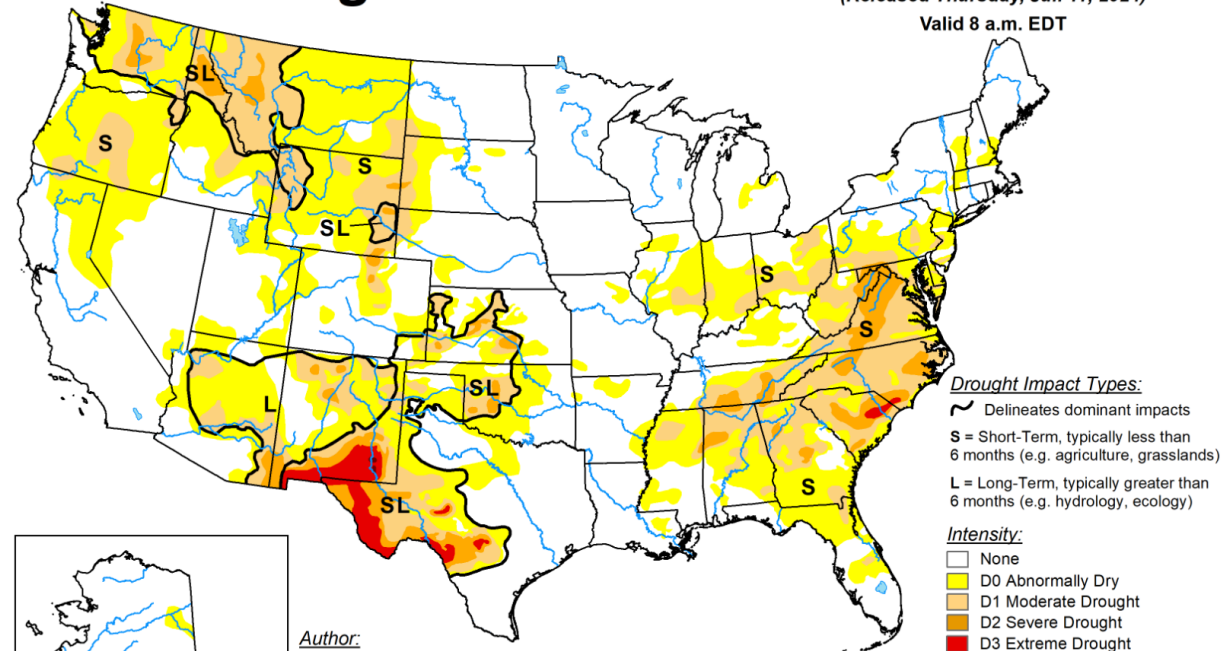 Valid 8 a.m. EDT
SL
S
S
SL
S
S
L
SL
SL
S
Drought Impact Types:
Delineates dominant impacts
S = Short-Term, typically less than
6 months (e.g. agriculture, grasslands)
L = Long-Term, typically greater than
6 months (e.g. hydrology, ecology)
Intensity:
None
D0 Abnormally Dry
D1 Moderate Drought
D2 Severe Drought
D3 Extreme Drought
Author: